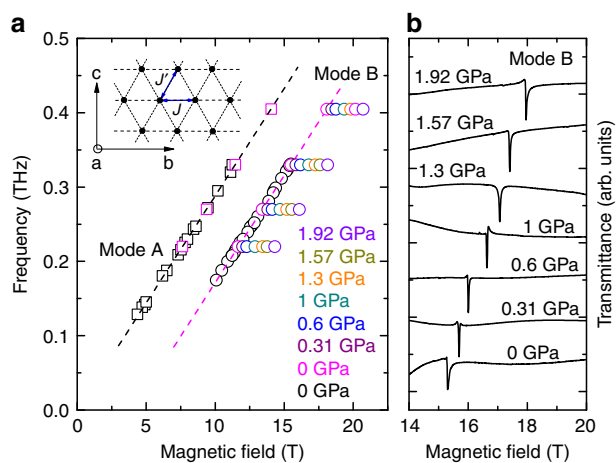 a
b
0.5
0.4
0.3
0.2
0.1
0.0
Frequency (THz)
0
5
10
15
20
Magnetic field (T)
c
a
b
J′
J
Mode A
Mode B
1.92 GPa
1.57 GPa
1.3 GPa
1 GPa
0.6 GPa
0.31 GPa
0 GPa
0 GPa
Mode B
1.92 GPa
1.57 GPa
1.3 GPa
1 GPa
0.6 GPa
0.31 GPa
0 GPa
14
16
18
20
Magnetic field (T)
Transmittance (arb. units)